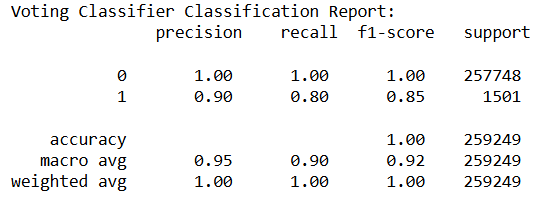 Voting Classifier Classification Report:
precision recall f1-score support
0 1.00 1.00 1.00 257748
1 0.90 0.80 0.85 1501
accuracy 1.00 259249
macro avg 0.95 0.90 0.92 259249
weighted avg 1.00 1.00 1.00 259249